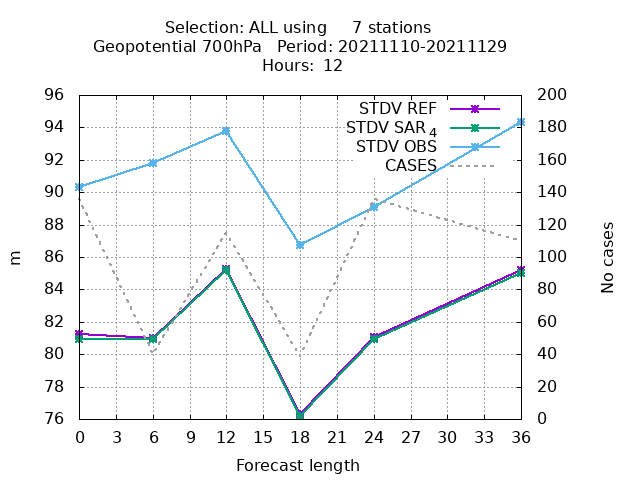 Selection: ALL using     7 stations
Geopotential 700hPa   Period: 20211110-20211129
Hours: 12
96
94
92
90
88
86
84
82
80
78
76
m
STDV REF
STDV SAR4
STDV OBS
CASES
200
180
160
140
120
100
80
60
40
20
0
No cases
0 3 6 9 12 15 18 21 24 27 30 33 36
Forecast length